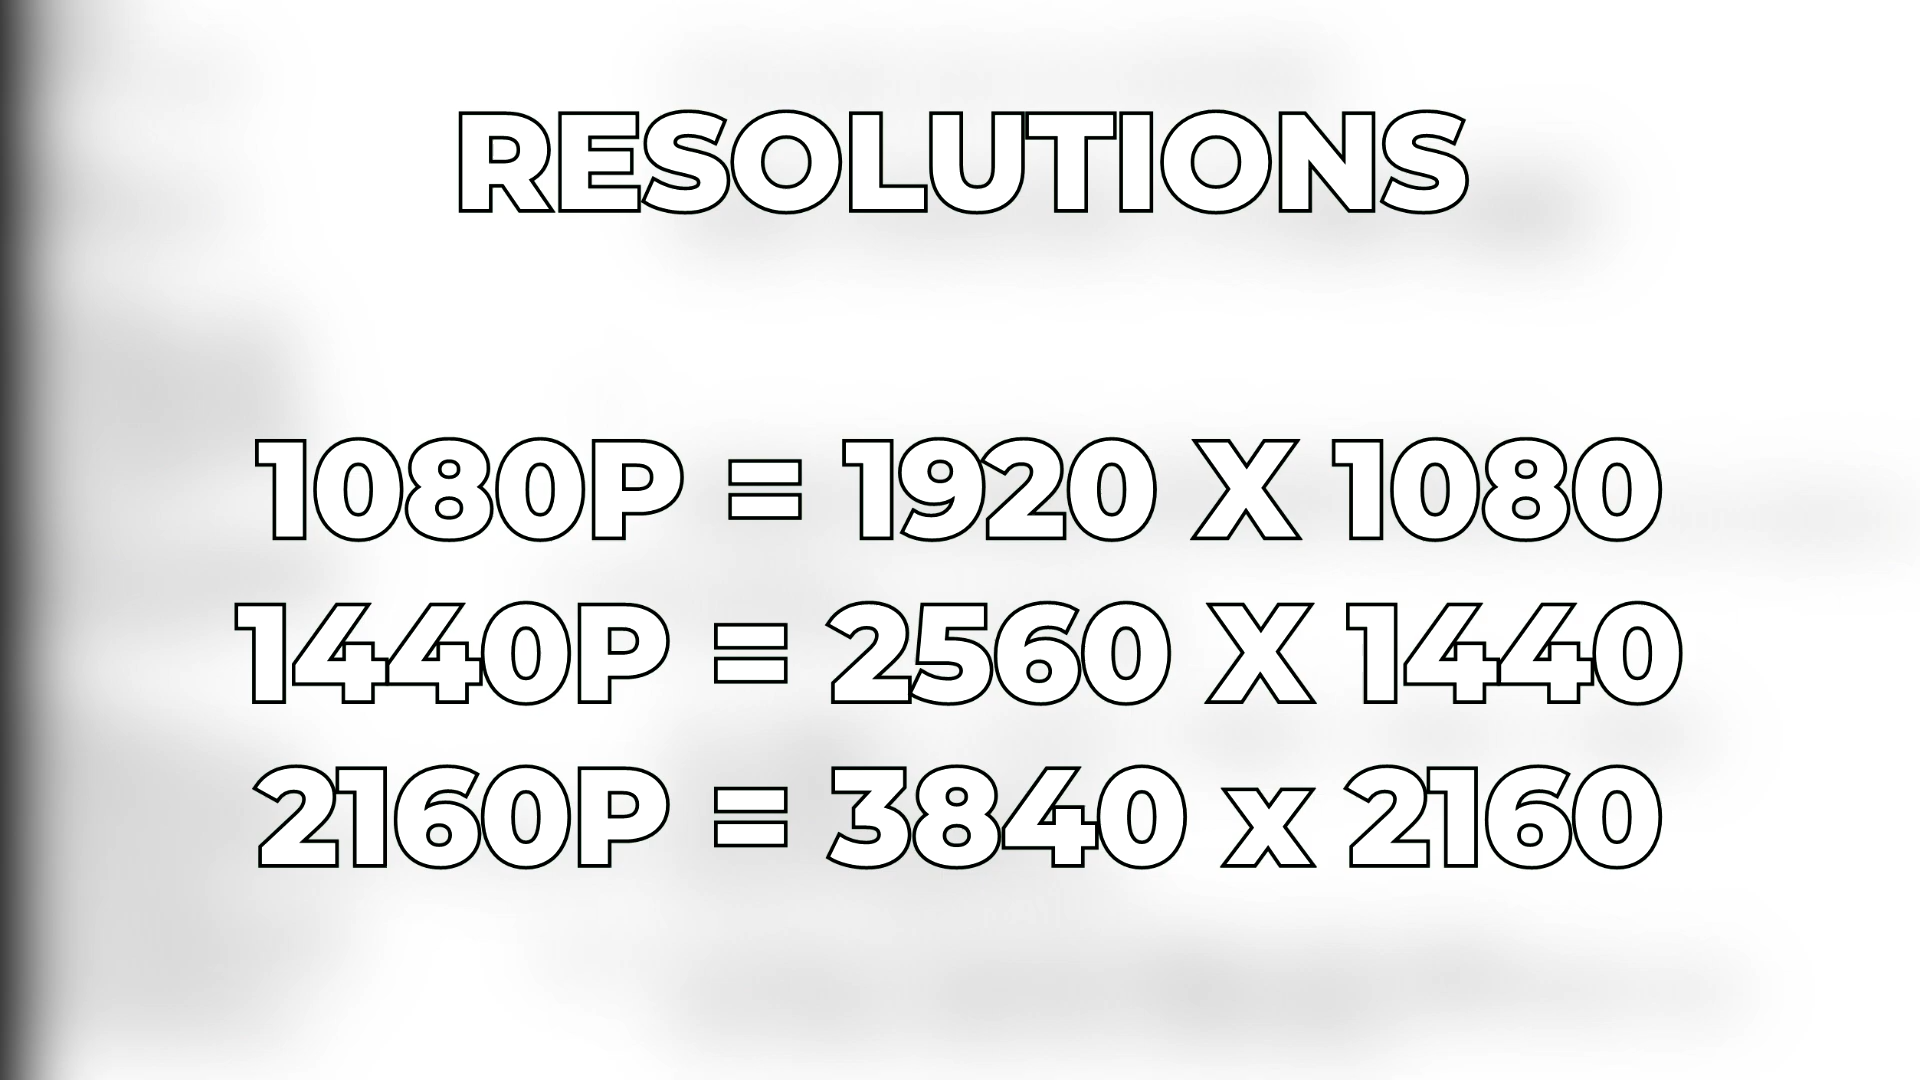 RESOLUTIONS
1080P = 1920 X 1080
1440P = 2560 X 1440
2160P = 3840 x 2160